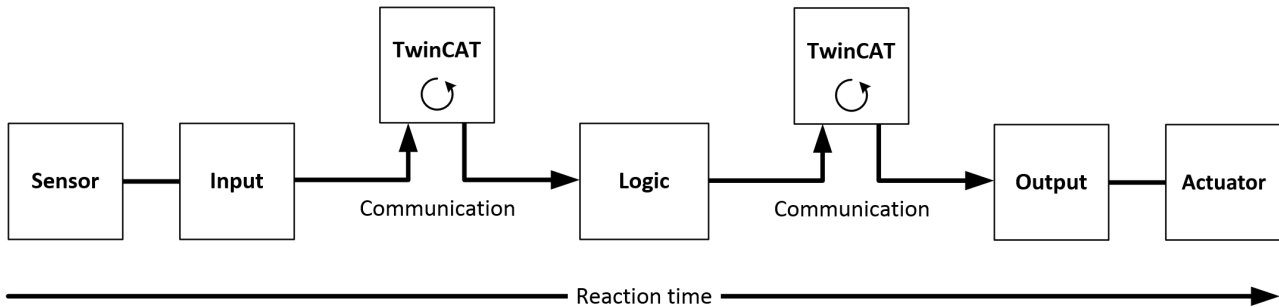 TwinCAT
TwinCAT
Sensor
Input
Logic
Output
Actuator
Communication
Communication
Reaction time